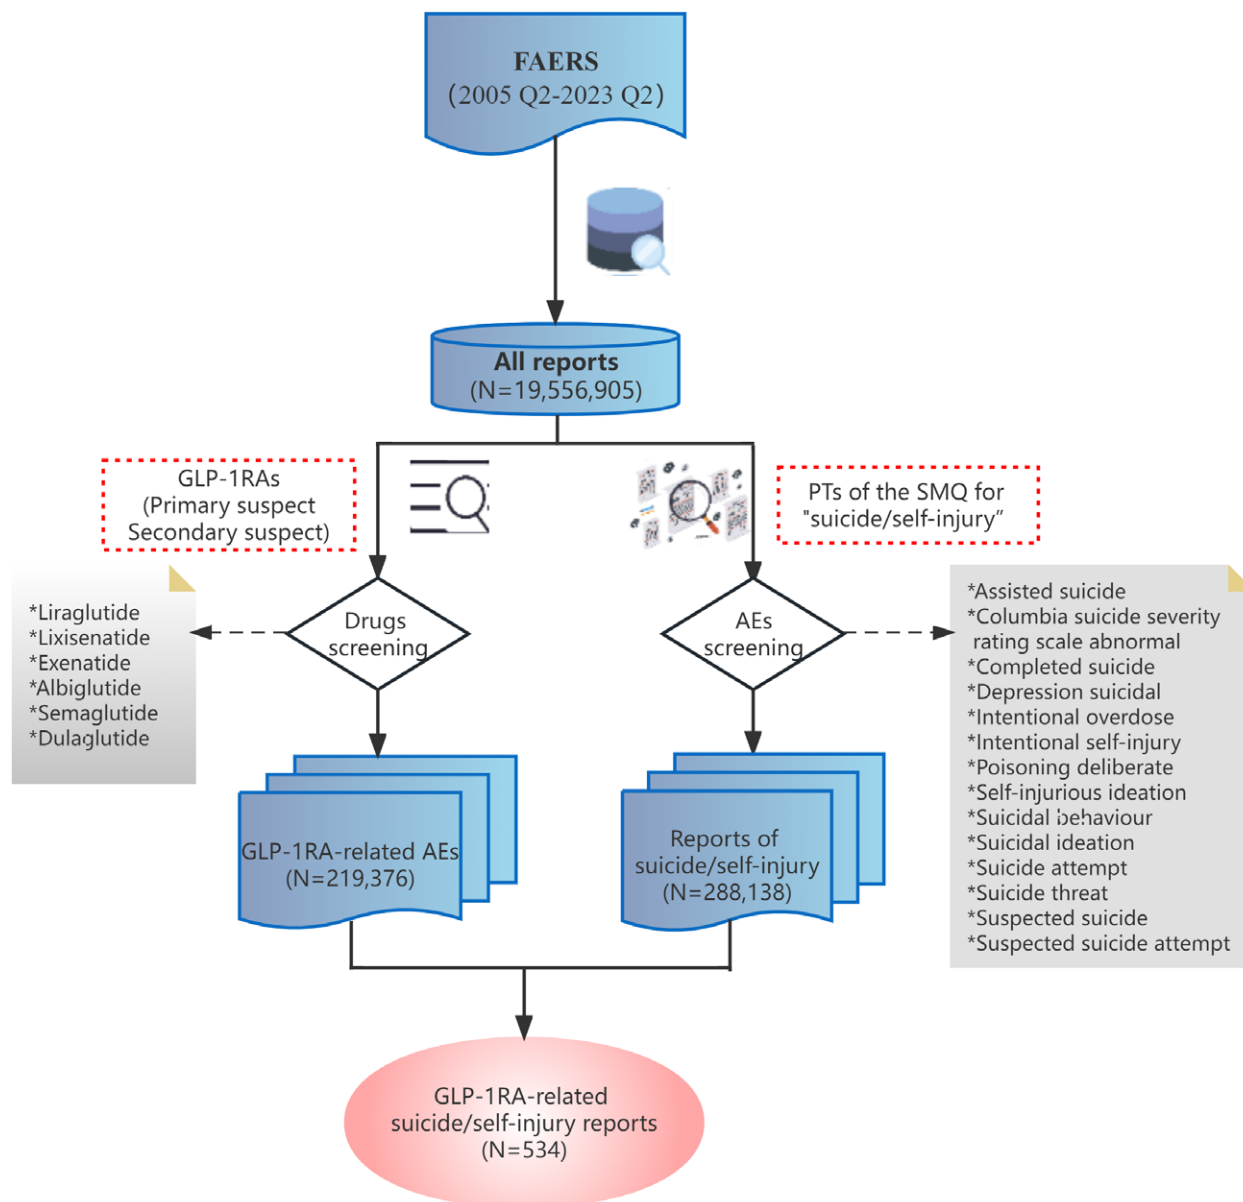 FAERS
(2005 Q2-2023 Q2)
All reports
(N=19,556,905)
GLP-1RAs
(Primary suspect
Secondary suspect)
PTs of the SMQ for
"suicide/self-injury”
*Liraglutide
*Lixisenatide
*Exenatide
*Albiglutide
*Semaglutide
*Dulaglutide
Drugs
screening
AEs
screening
*Assisted suicide
*Columbia suicide severity
rating scale abnormal
*Completed suicide
*Depression suicidal
*Intentional overdose
*Intentional self-injury
*Poisoning deliberate
*Self-injurious ideation
*Suicidal behaviour
*Suicidal ideation
*Suicide attempt
*Suicide threat
*Suspected suicide
*Suspected suicide attempt
GLP-1RA-related AEs
(N=219,376)
Reports of
suicide/self-injury
(N=288,138)
GLP-1RA-related
suicide/self-injury reports
(N=534)